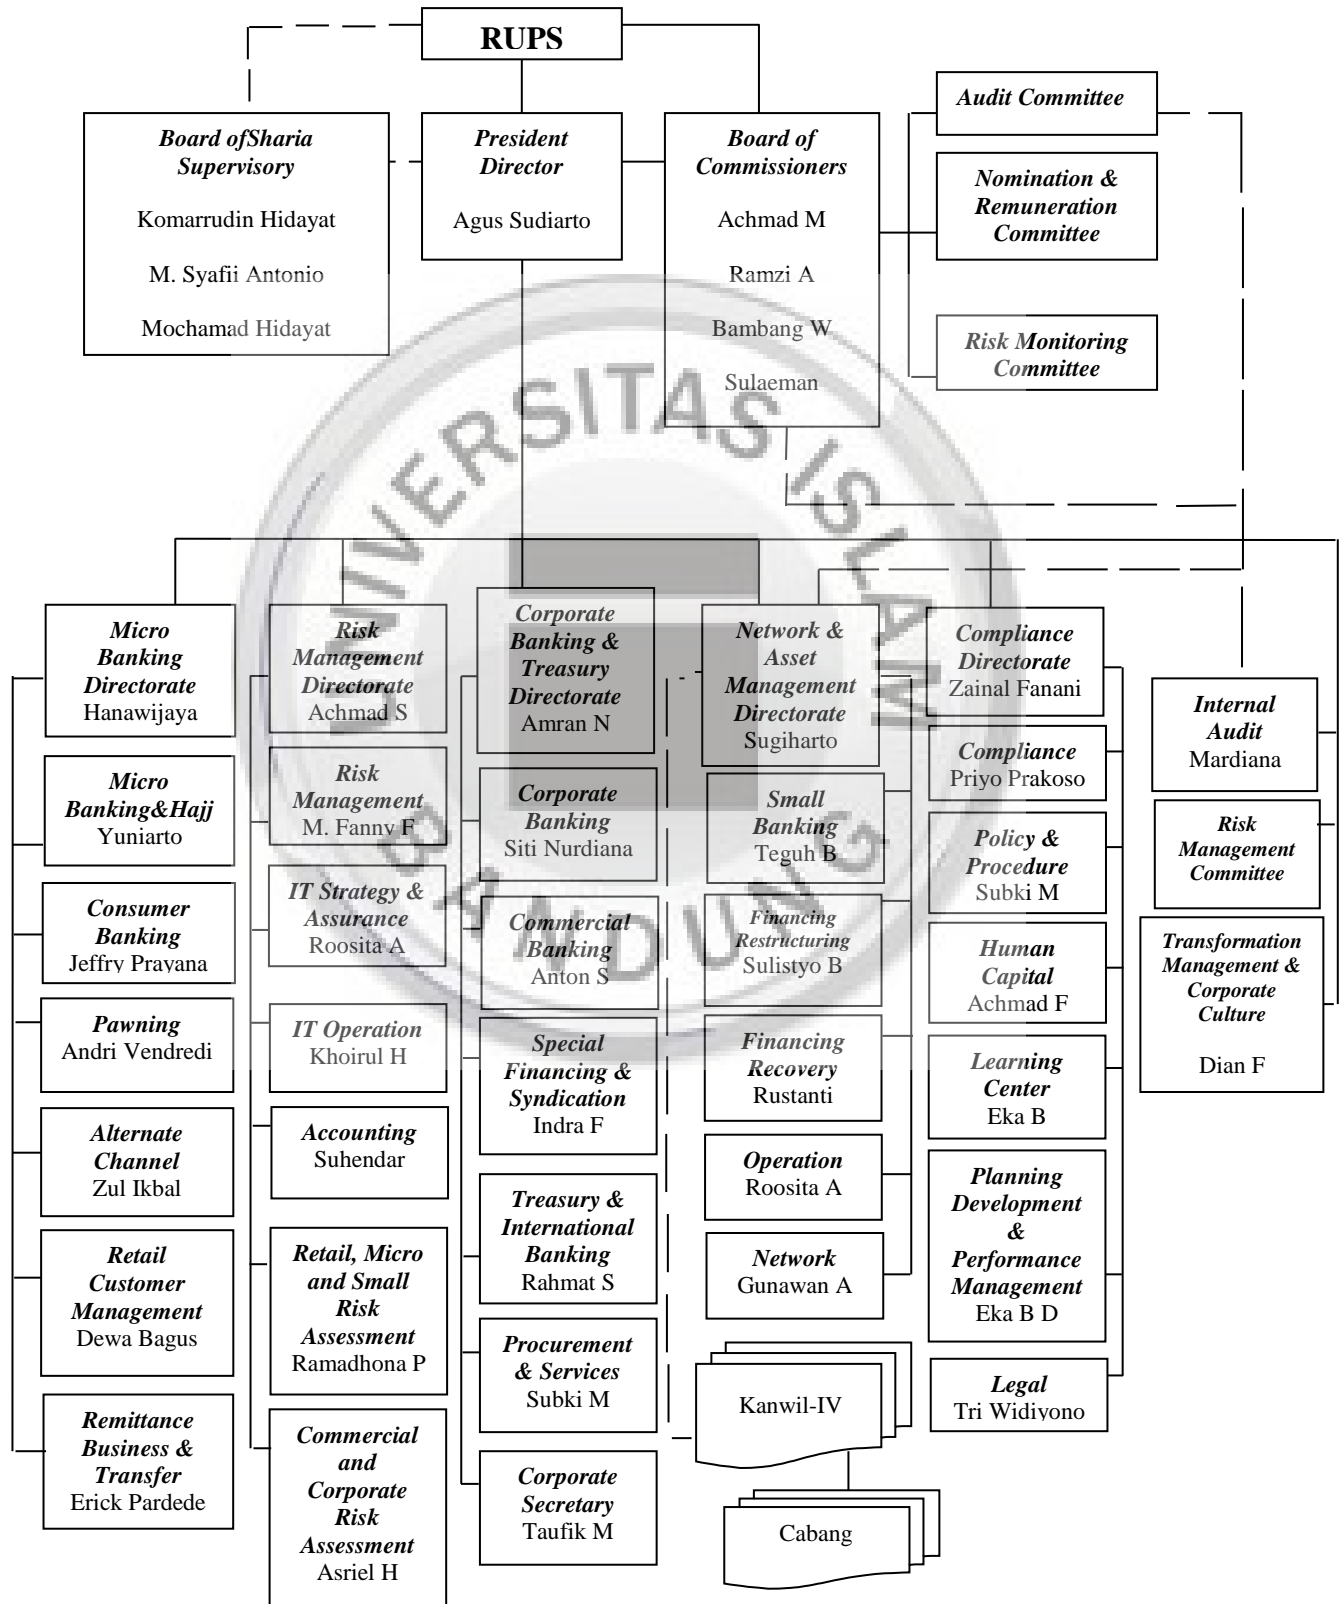 RUPS
Board ofSharia
Supervisory
Komarrudin Hidayat
M. Syafii Antonio
Mochamad Hidayat
President
Director
Agus Sudiarto
Board of
Commissioners
Achmad M
Ramzi A
Bambang W
Sulaeman
Audit Committee
Nomination &
Remuneration
Committee
Risk Monitoring
Committee
UNIVERSITAS ISLAM
BANDUNG
Micro
Banking
Directorate
Hanawijaya
Micro
Banking&Hajj
Yuniarto
Consumer
Banking
Jeffry Prayana
Pawning
Andri Vendredi
Alternate
Channel
Zul Ikbal
Retail
Customer
Management
Dewa Bagus
Remittance
Business &
Transfer
Erick Pardede
Risk
Management
Directorate
Achmad S
Risk
Management
M. Fanny F
IT Strategy &
Assurance
Roosita A
IT Operation
Khoirul H
Accounting
Suhendar
Retail, Micro
and Small
Risk
Assessment
Ramadhona P
Commercial
and
Corporate
Risk
Assessment
Asriel H
Corporate
Banking &
Treasury
Directorate
Amran N
Corporate
Banking
Siti Nurdiana
Commercial
Banking
Anton S
Special
Financing &
Syndication
Indra F
Treasury &
International
Banking
Rahmat S
Procurement
& Services
Subki M
Corporate
Secretary
Taufik M
Network &
Asset
Management
Directorate
Sugiharto
Small
Banking
Teguh B
Financing
Restructuring
Sulistyo B
Financing
Recovery
Rustanti
Operation
Roosita A
Network
Gunawan A
Kanwil-IV
Cabang
Compliance
Directorate
Zainal Fanani
Compliance
Priyo Prakoso
Policy &
Procedure
Subki M
Human
Capital
Achmad F
Learning
Center
Eka B
Planning
Development
&
Performance
Management
Eka B D
Legal
Tri Widiyono
Internal
Audit
Mardiana
Risk
Management
Committee
Transformation
Management &
Corporate
Culture
Dian F